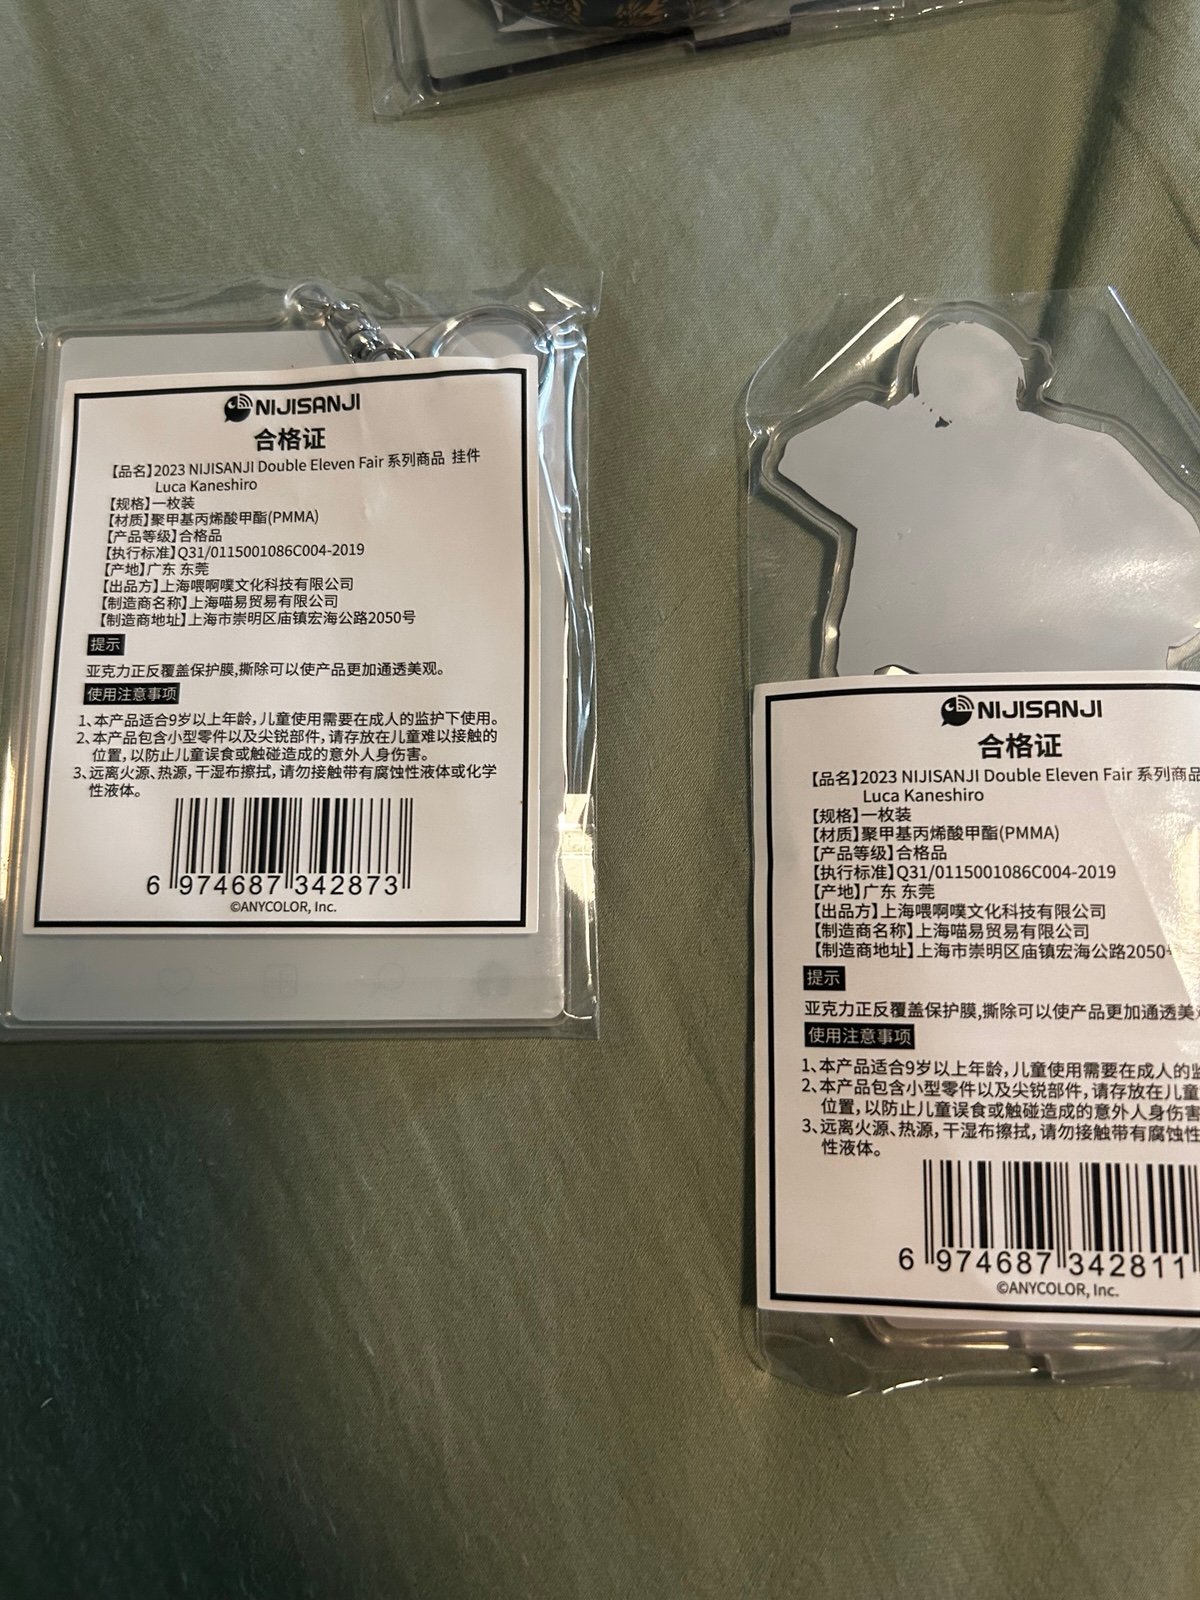 NIJISANJI
合格证
【品名】2023 NIJISANJI Double Eleven Fair 系列商品 挂件
Luca Kaneshiro
【规格】一枚装
【材质】聚甲基丙烯酸甲酯(PMMA)
【产品等级】合格品
【执行标准】Q31/0115001086C004-2019
【产地】广东 东莞
【出品方】上海喂啊噗文化科技有限公司
【制造商名称】上海喵易贸易有限公司
【制造商地址】上海市崇明区庙镇宏海公路2050号
提示
亚克力正反覆盖保护膜,撕除可以使产品更加通透美观。
使用注意事项
1、本产品适合9岁以上年龄,儿童使用需要在成人的监护下使用。
2、本产品包含小型零件以及尖锐部件,请存放在儿童难以接触的
位置,以防止儿童误食或触碰造成的意外人身伤害。
3、远离火源、热源,干湿布擦拭,请勿接触带有腐蚀性液体或化学
性液体。
6 974687 342873
©ANYCOLOR, Inc.
NIJISANJI
合格证
【品名】2023 NIJISANJI Double Eleven Fair 系列商品
Luca Kaneshiro
【规格】一枚装
【材质】聚甲基丙烯酸甲酯(PMMA)
【产品等级】合格品
【执行标准】Q31/0115001086C004-2019
【产地】广东 东莞
【出品方】上海喂啊噗文化科技有限公司
【制造商名称】上海喵易贸易有限公司
【制造商地址】上海市崇明区庙镇宏海公路2050
提示
亚克力正反覆盖保护膜,撕除可以使产品更加通透美
使用注意事项
1、本产品适合9岁以上年龄,儿童使用需要在成人的
2、本产品包含小型零件以及尖锐部件,请存放在儿童
位置,以防止儿童误食或触碰造成的意外人身伤害
3、远离火源、热源,干湿布擦拭,请勿接触带有腐蚀性
性液体。
6 974687 342811
©ANYCOLOR, Inc.